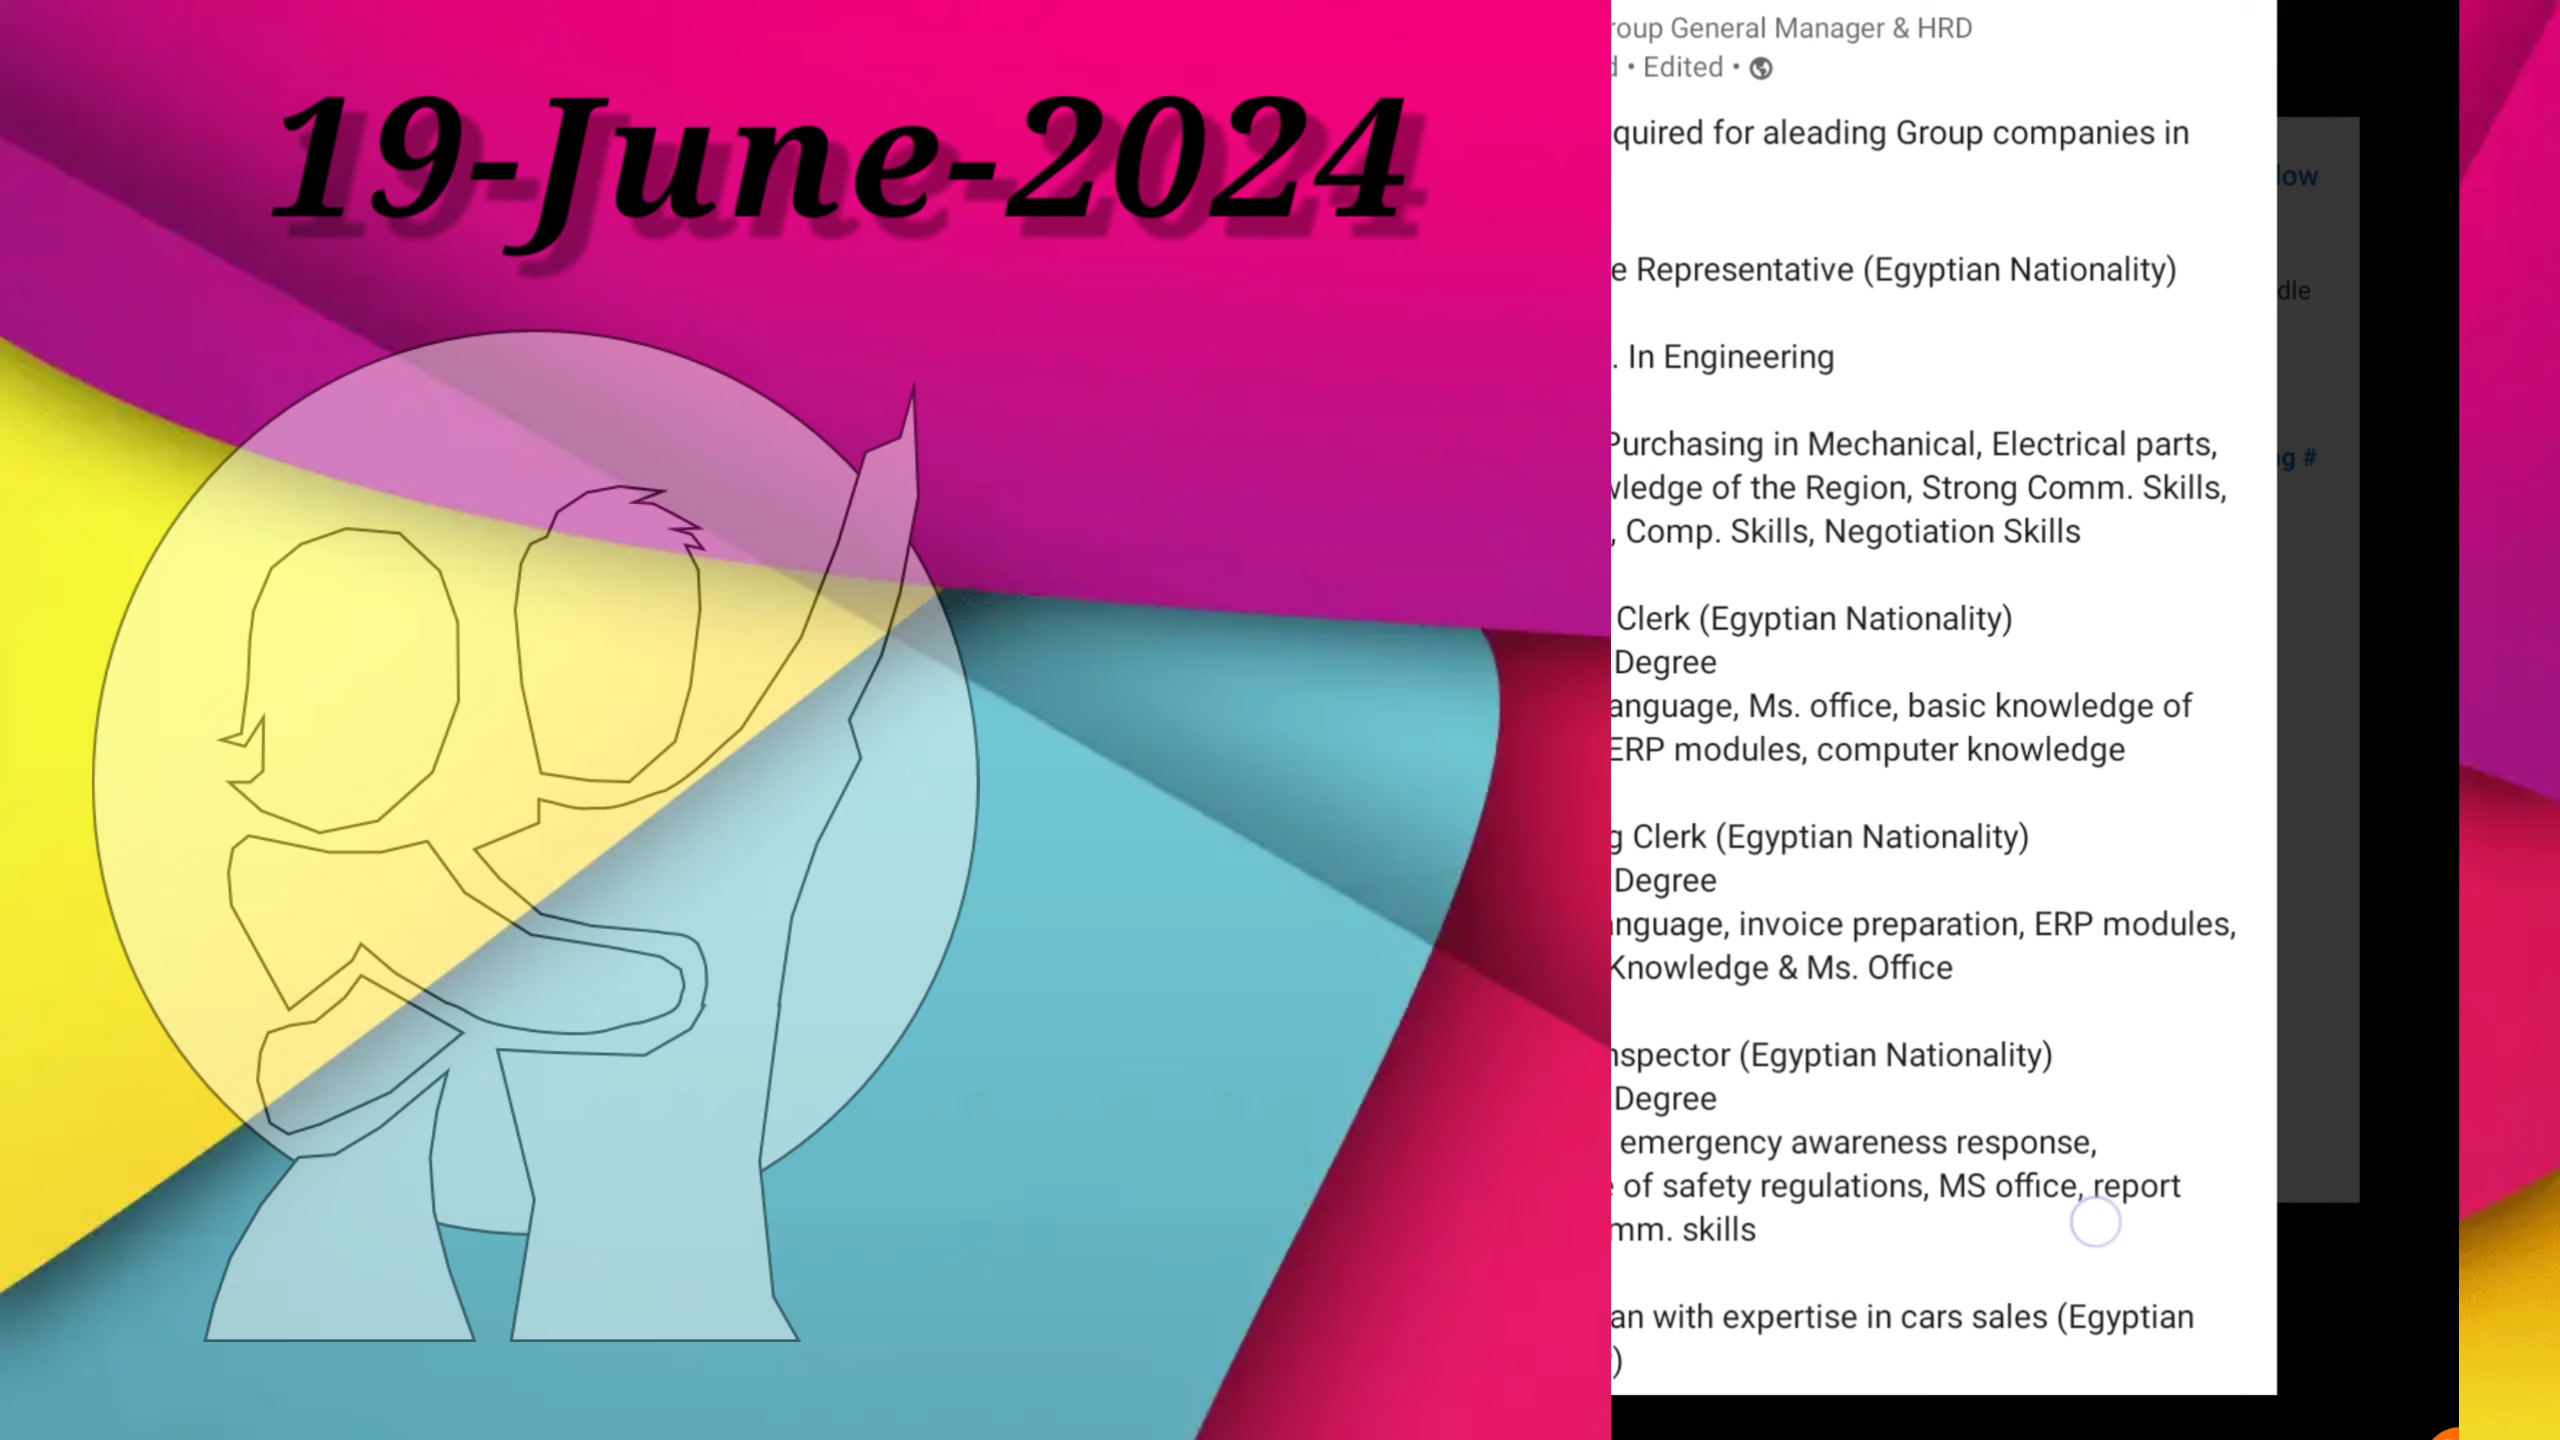 19-June-2024
roup General Manager & HRD
• Edited •
quired for aleading Group companies in
e Representative (Egyptian Nationality)
. In Engineering
Purchasing in Mechanical, Electrical parts,
wledge of the Region, Strong Comm. Skills,
, Comp. Skills, Negotiation Skills
Clerk (Egyptian Nationality)
Degree
anguage, Ms. office, basic knowledge of
ERP modules, computer knowledge
g Clerk (Egyptian Nationality)
Degree
anguage, invoice preparation, ERP modules,
Knowledge & Ms. Office
nspector (Egyptian Nationality)
Degree
emergency awareness response,
of safety regulations, MS office, report
mm. skills
an with expertise in cars sales (Egyptian
)
low
dle
g #